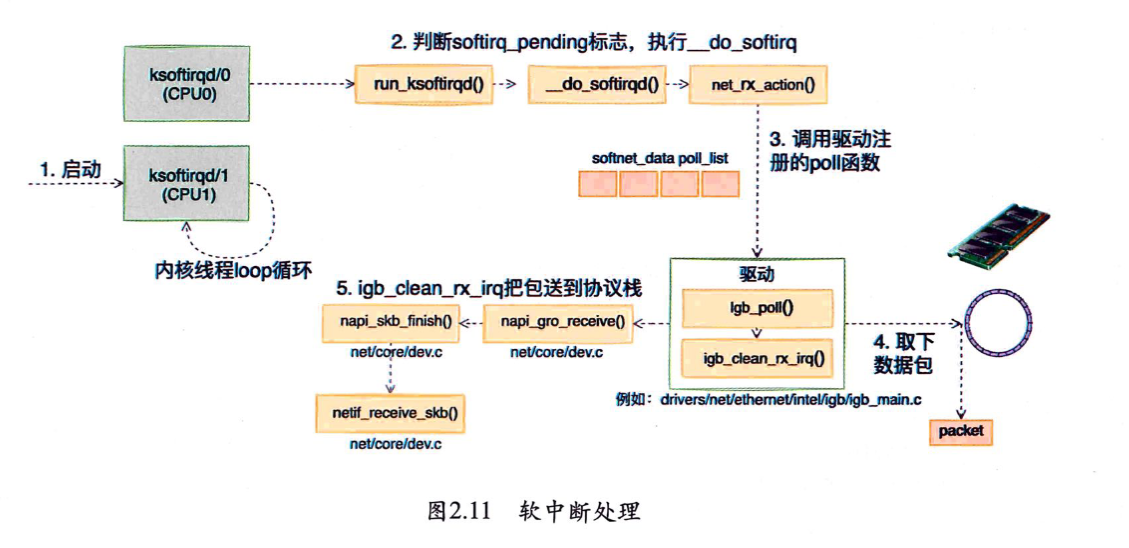 2. 判断softirq_pending标志，执行__do_softirq
ksoftirqd/0
(CPU0)
run_ksoftirqd()
__do_softirqd()
net_rx_action()
1. 启动
ksoftirqd/1
(CPU1)
内核线程loop循环
softnet_data poll_list
3. 调用驱动注
册的poll函数
驱动
Igb_poll()
igb_clean_rx_irq()
例如：drivers/net/ethernet/intel/igb/igb_main.c
4. 取下
数据包
packet
5. igb_clean_rx_irq把包送到协议栈
napi_gro_receive()
net/core/dev.c
napi_skb_finish()
net/core/dev.c
netif_receive_skb()
net/core/dev.c
图2.11 软中断处理